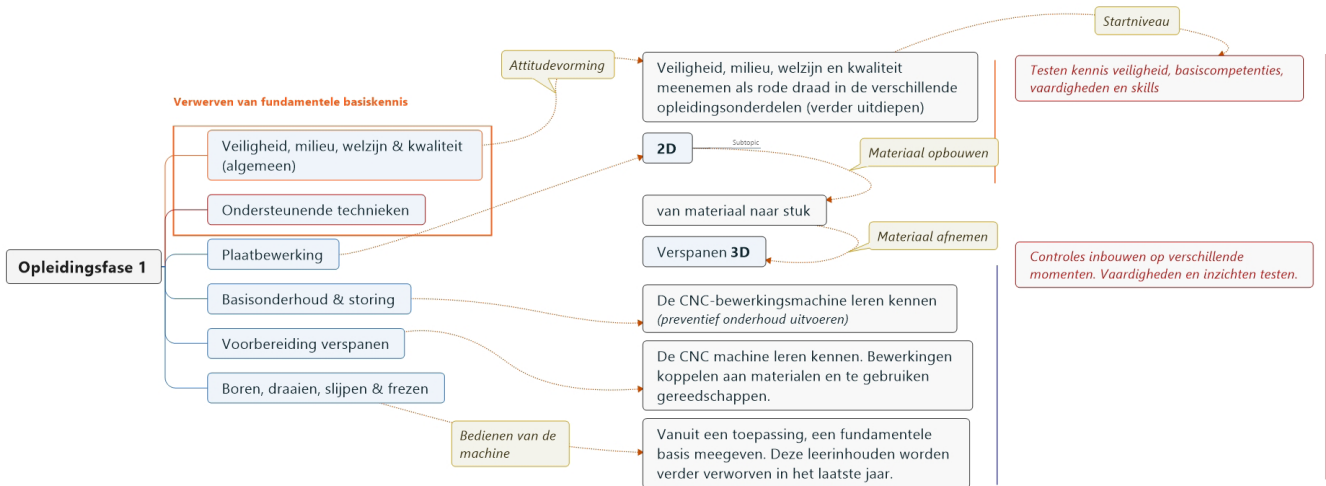 Opleidingsfase 1
Verwerven van fundamentele basiskennis
Veiligheid, milieu, welzijn & kwaliteit
(algemeen)
Ondersteunende technieken
Plaatbewerking
Basisonderhoud & storing
Voorbereiding verspanen
Boren, draaien, slijpen & frezen
Attitudevorming
Bedienen van de
machine
Veiligheid, milieu, welzijn en kwaliteit
meenemen als rode draad in de verschillende
opleidingsonderdelen (verder uitdiepen)
2D
Subtopic
Materiaal opbouwen
van materiaal naar stuk
Materiaal afnemen
Verspanen 3D
De CNC-bewerkingsmachine leren kennen
(preventief onderhoud uitvoeren)
De CNC machine leren kennen. Bewerkingen
koppelen aan materialen en te gebruiken
gereedschappen.
Vanuit een toepassing, een fundamentele
basis meegeven. Deze leerinhouden worden
verder verworven in het laatste jaar.
Startniveau
Testen kennis veiligheid, basiscompetenties,
vaardigheden en skills
Controles inbouwen op verschillende
momenten. Vaardigheden en inzichten testen.